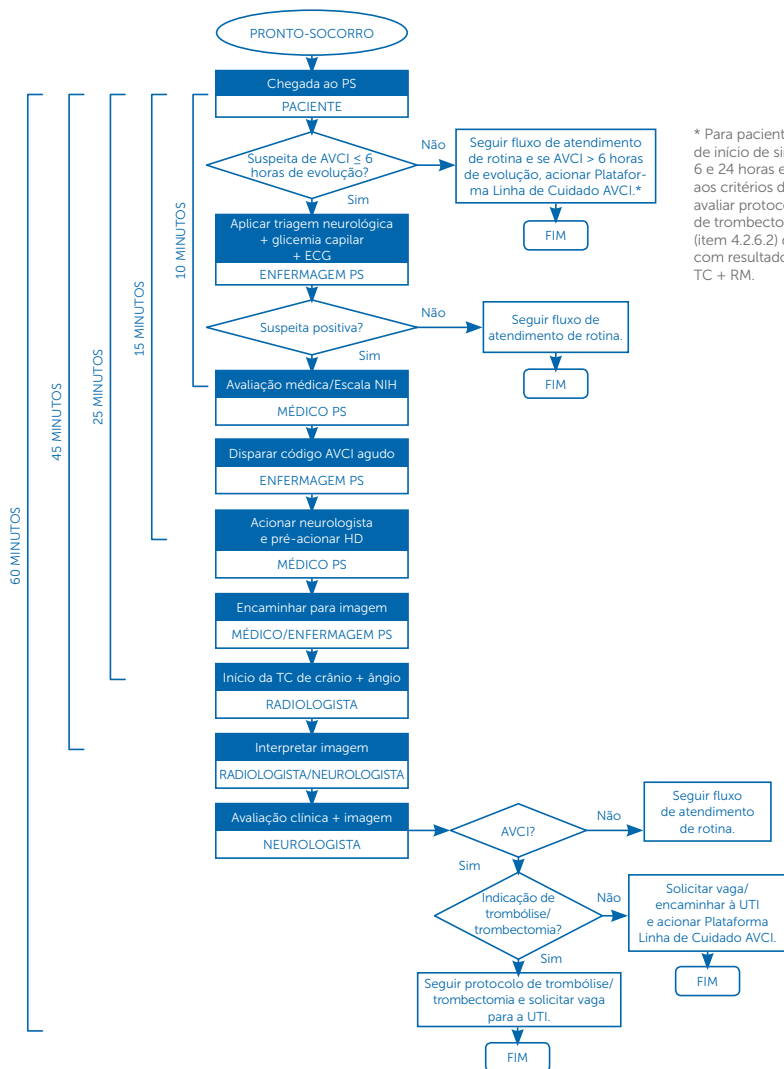 PRONTO-SOCORRO
Chegada ao PS
PACIENTE
Suspeita de AVCI ≤ 6
horas de evolução?
Não
Seguir fluxo de atendimento
de rotina e se AVCI > 6 horas
de evolução, acionar Platafor-
ma Linha de Cuidado AVCI.*
FIM
* Para pacient
de início de si
6 e 24 horas e
aos critérios d
avaliar protoc
de trombecto
(item 4.2.6.2)
com resultado
TC + RM.
Sim
Aplicar triagem neurológica
+ glicemia capilar
+ ECG
ENFERMAGEM PS
Suspeita positiva?
Não
Seguir fluxo de
atendimento de rotina.
FIM
Sim
Avaliação médica/Escala NIH
MÉDICO PS
Disparar código AVCI agudo
ENFERMAGEM PS
Acionar neurologista
e pré-acionar HD
MÉDICO PS
Encaminhar para imagem
MÉDICO/ENFERMAGEM PS
Início da TC de crânio + ângio
RADIOLOGISTA
Interpretar imagem
RADIOLOGISTA/NEUROLOGISTA
Avaliação clínica + imagem
NEUROLOGISTA
AVCI?
Não
Seguir fluxo
de atendimento
de rotina.
Sim
Indicação de
trombólise/
trombectomia?
Não
Solicitar vaga/
encaminhar à UTI
e acionar Plataforma
Linha de Cuidado AVCI.
FIM
Sim
Seguir protocolo de trombólise/
trombectomia e solicitar vaga
para a UTI.
FIM
10 MINUTOS
15 MINUTOS
25 MINUTOS
45 MINUTOS
60 MINUTOS